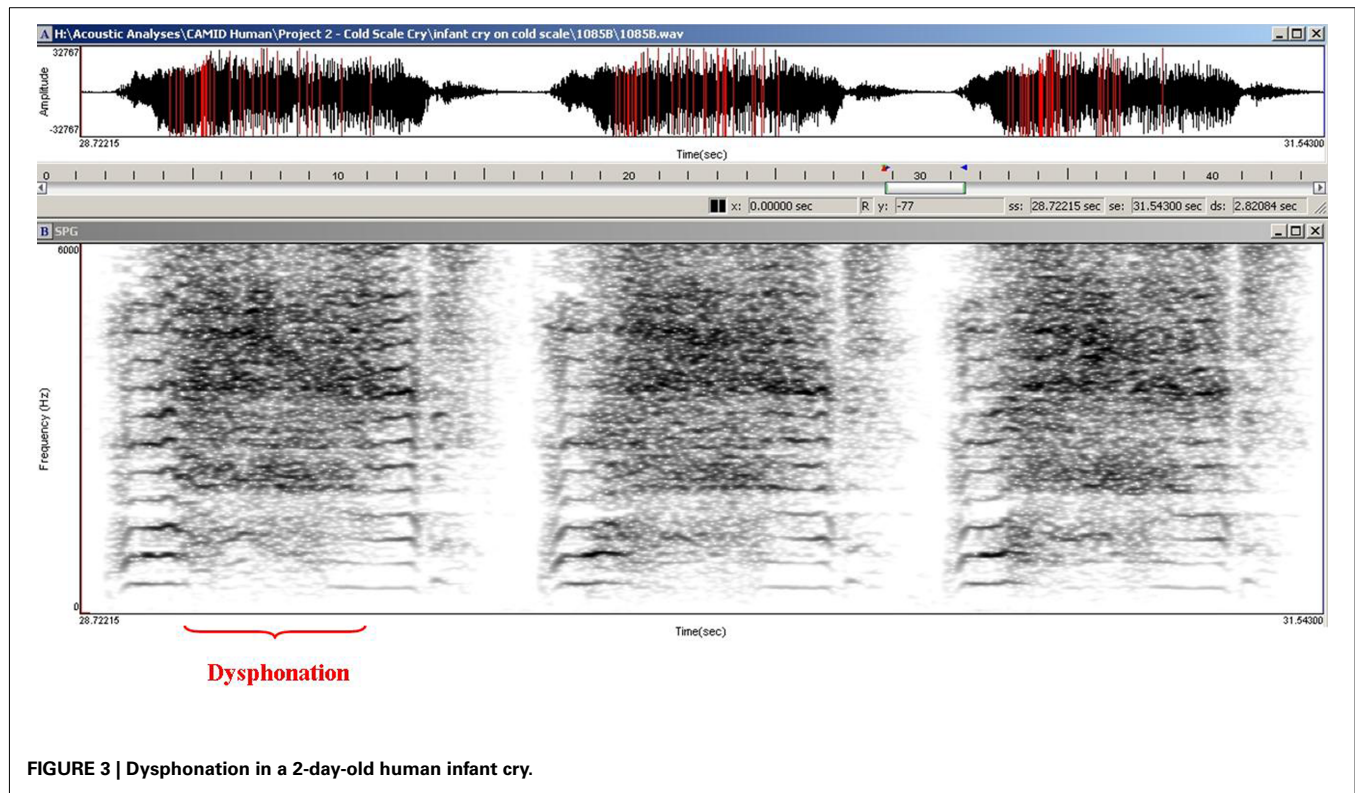 A H:\Acoustic Analyses\CAMID Human\Project 2 - Cold Scale Cry\infant cry on cold scale\1085B\1085B.wav
32767
Amplitude
-32767
28.72215 31.54300
Time(sec)
0 10 20 30 40
x: 0.00000 sec R y: -77 ss: 28.72215 sec se: 31.54300 sec ds: 2.82084 sec
B SPG
6000
Frequency (Hz)
0
28.72215 31.54300
Time(sec)
Dysphonation
FIGURE 3 | Dysphonation in a 2-day-old human infant cry.